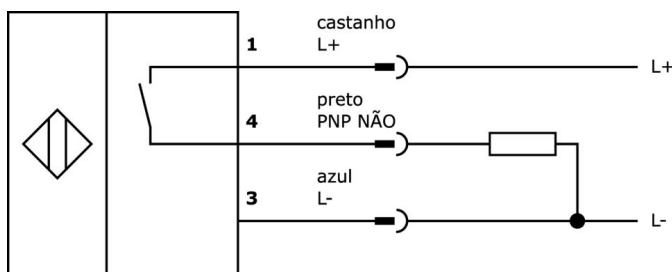 castanho
1 L+
L+
preto
4 PNP NÃO
azul
3 L-
L-